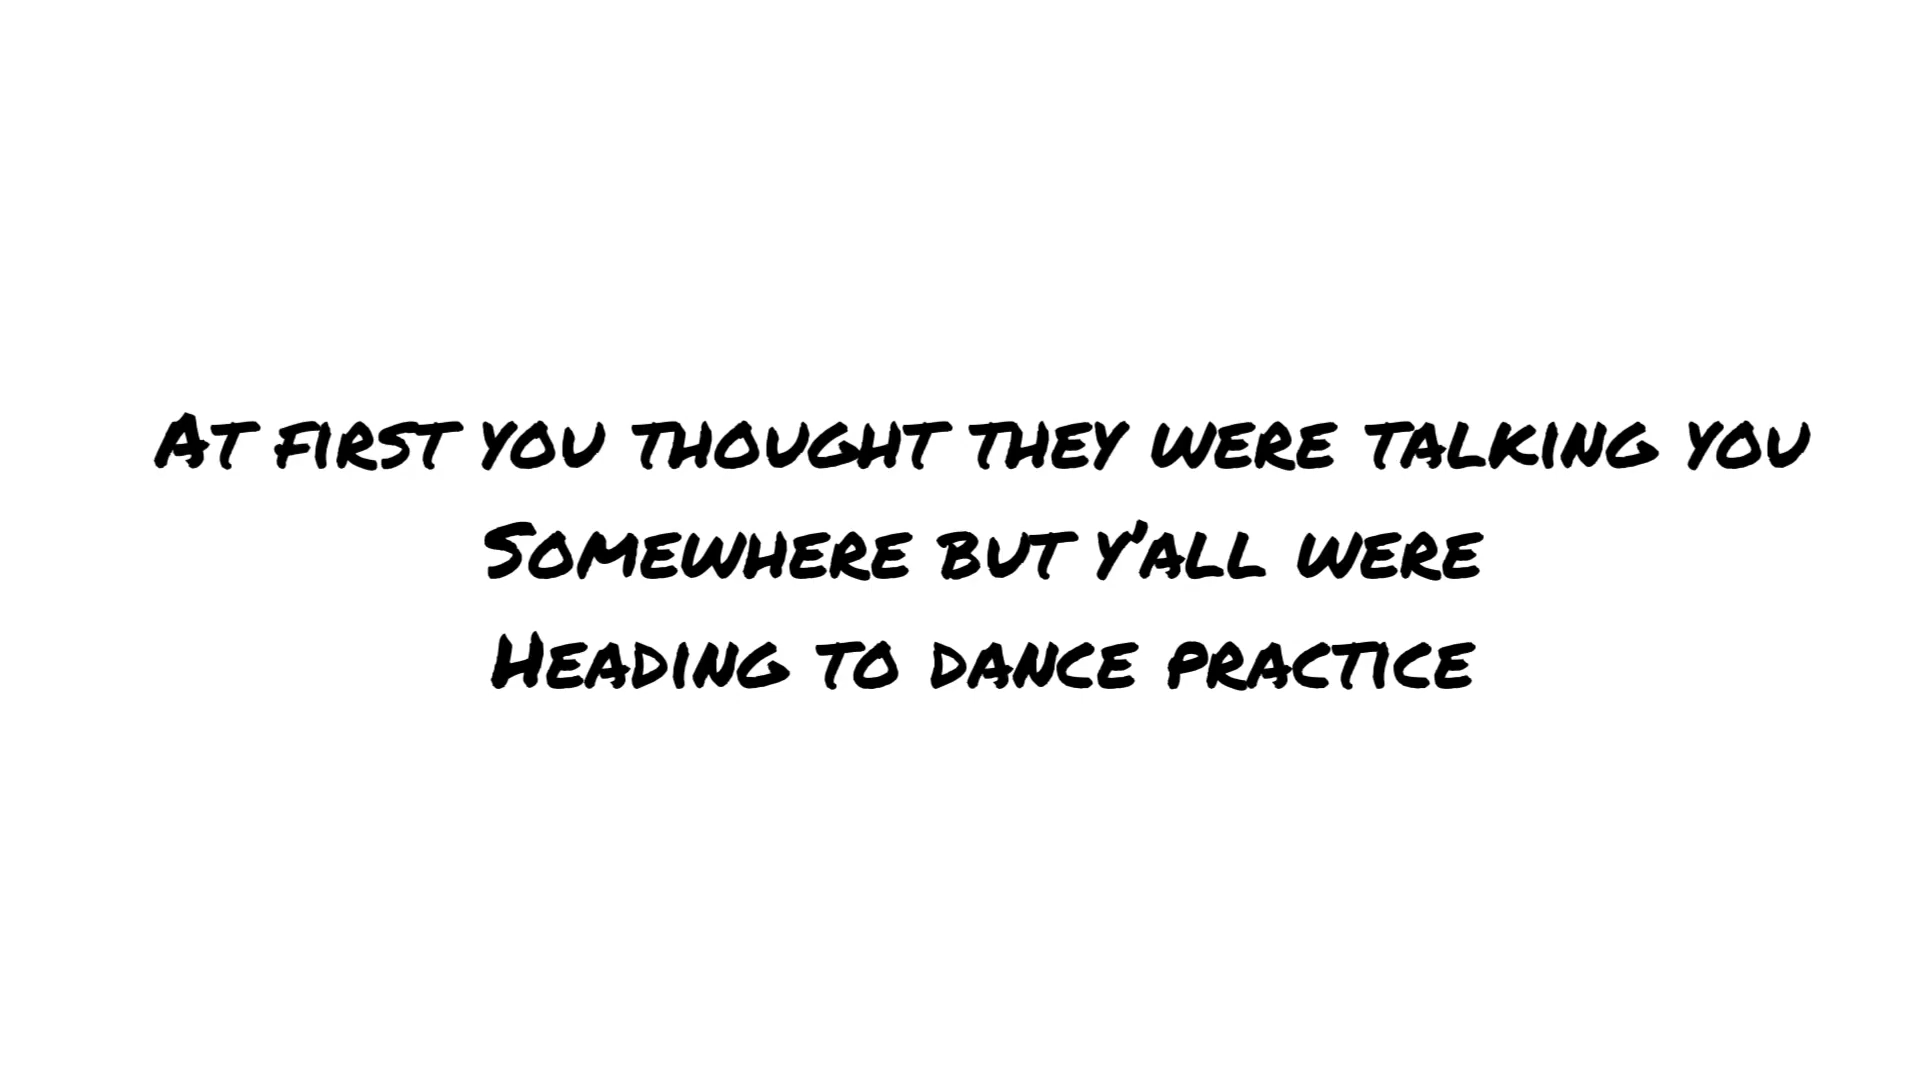 At first you thought they were talking you
Somewhere but y'all were
Heading to dance practice